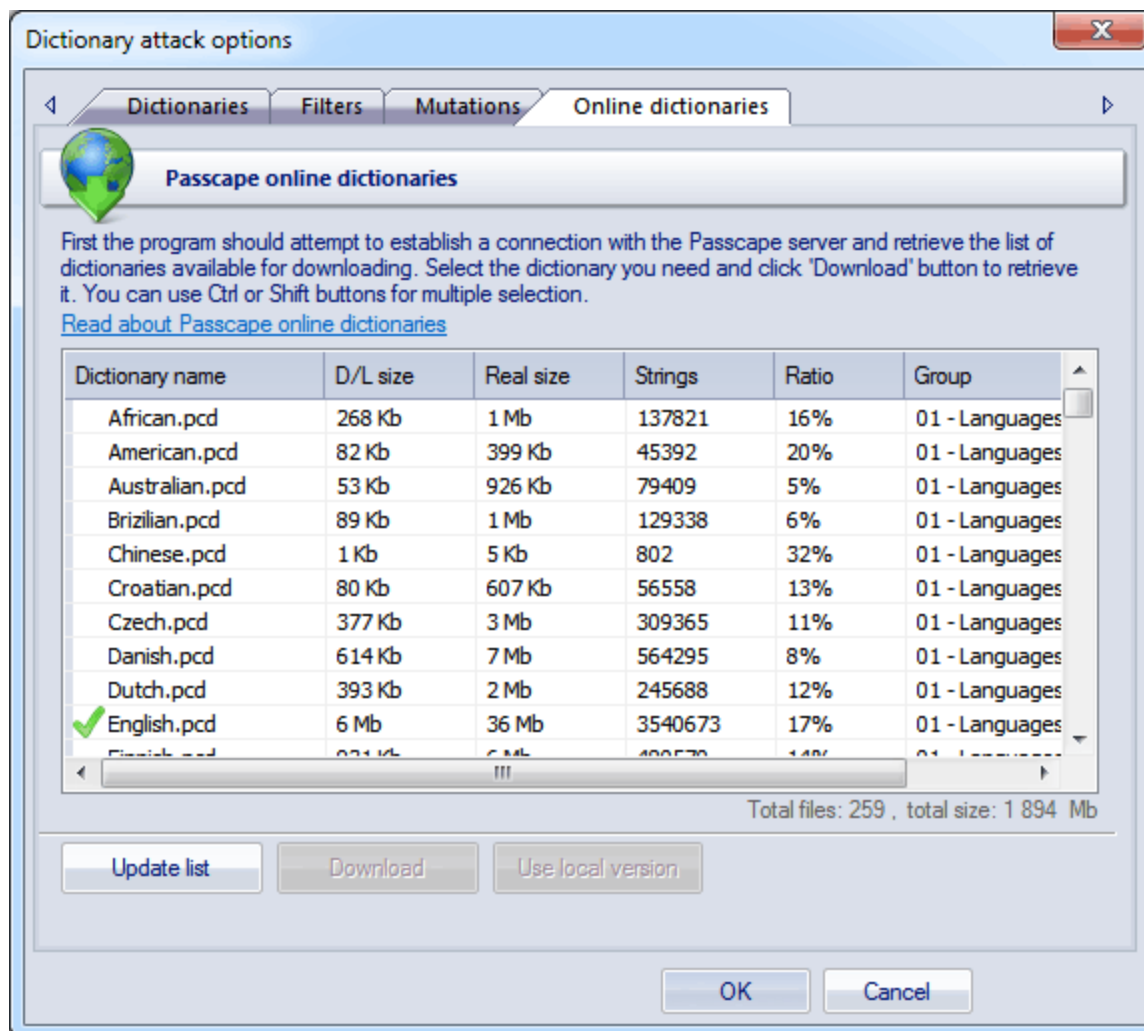 Dictionary attack options
Dictionaries Filters Mutations Online dictionaries
Passcape online dictionaries
First the program should attempt to establish a connection with the Passcape server and retrieve the list of
dictionaries available for downloading. Select the dictionary you need and click 'Download' button to retrieve
it. You can use Ctrl or Shift buttons for multiple selection.
Read about Passcape online dictionaries
Dictionary name D/L size Real size Strings Ratio Group
African.pcd 268 Kb 1 Mb 137821 16% 01 - Languages
American.pcd 82 Kb 399 Kb 45392 20% 01 - Languages
Australian.pcd 53 Kb 926 Kb 79409 5% 01 - Languages
Brizilian.pcd 89 Kb 1 Mb 129338 6% 01 - Languages
Chinese.pcd 1 Kb 5 Kb 802 32% 01 - Languages
Croatian.pcd 80 Kb 607 Kb 56558 13% 01 - Languages
Czech.pcd 377 Kb 3 Mb 309365 11% 01 - Languages
Danish.pcd 614 Kb 7 Mb 564295 8% 01 - Languages
Dutch.pcd 393 Kb 2 Mb 245688 12% 01 - Languages
English.pcd 6 Mb 36 Mb 3540673 17% 01 - Languages
Total files: 259 , total size: 1 894 Mb
Update list Download Use local version
OK Cancel